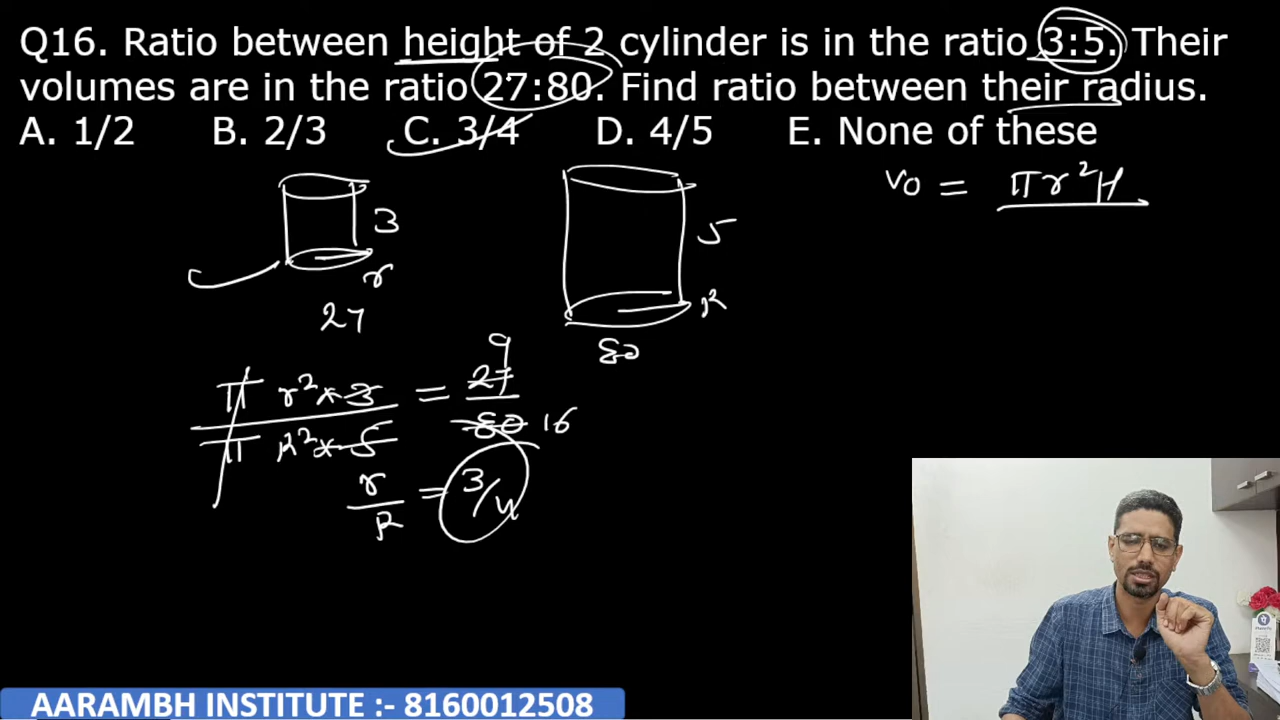 Q16. Ratio between height of 2 cylinder is in the ratio 3:5. Their
volumes are in the ratio 27:80. Find ratio between their radius.
A. 1/2 B. 2/3 C. 3/4 D. 4/5 E. None of these
Vo = πr²H
3
r
27
5
R
80
π r² × 3 = 27 9
π R² × 5 80 16
r = 3/4
R
AARAMBH INSTITUTE :- 8160012508